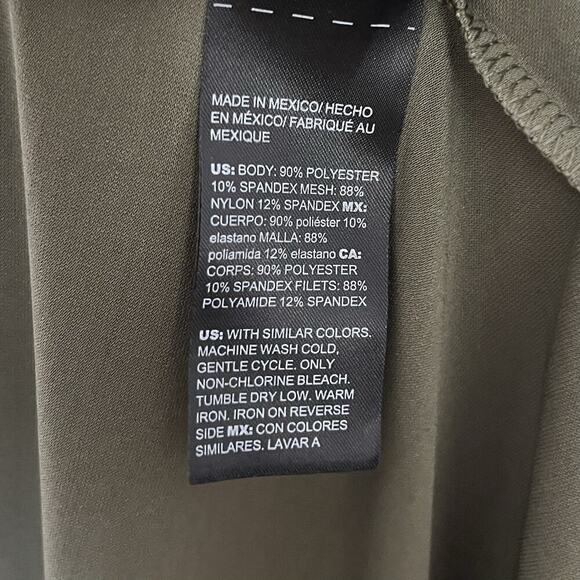 MADE IN MEXICO/ HECHO
EN MÉXICO/ FABRIQUÉ AU
MEXIQUE
US: BODY: 90% POLYESTER
10% SPANDEX MESH: 88%
NYLON 12% SPANDEX MX:
CUERPO: 90% poliéster 10%
elastano MALLA: 88%
poliamida 12% elastano CA:
CORPS: 90% POLYESTER
10% SPANDEX FILETS: 88%
POLYAMIDE 12% SPANDEX
US: WITH SIMILAR COLORS.
MACHINE WASH COLD,
GENTLE CYCLE. ONLY
NON-CHLORINE BLEACH.
TUMBLE DRY LOW. WARM
IRON. IRON ON REVERSE
SIDE MX: CON COLORES
SIMILARES. LAVAR A